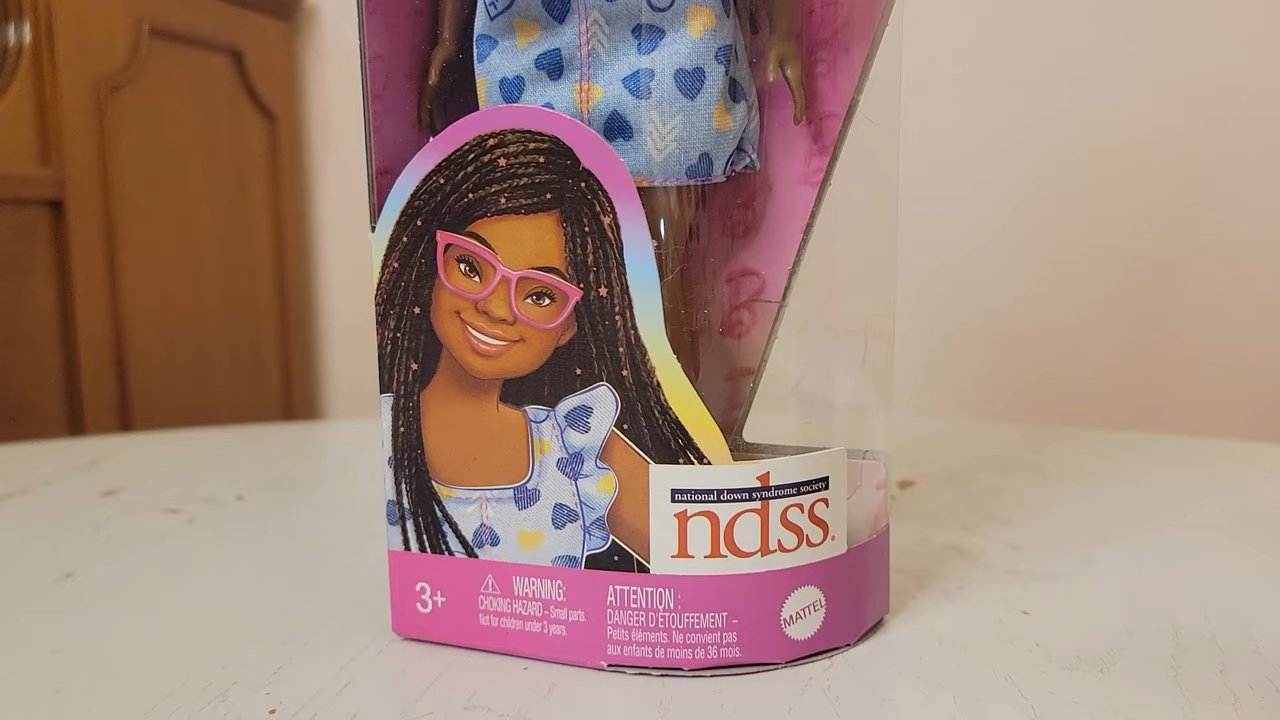 national down syndrome society
ndss.
3+
WARNING:
CHOKING HAZARD – Small parts.
Not for children under 3 years.
ATTENTION :
DANGER D'ÉTOUFFEMENT –
Petits éléments. Ne convient pas
aux enfants de moins de 36 mois.
MATTEL